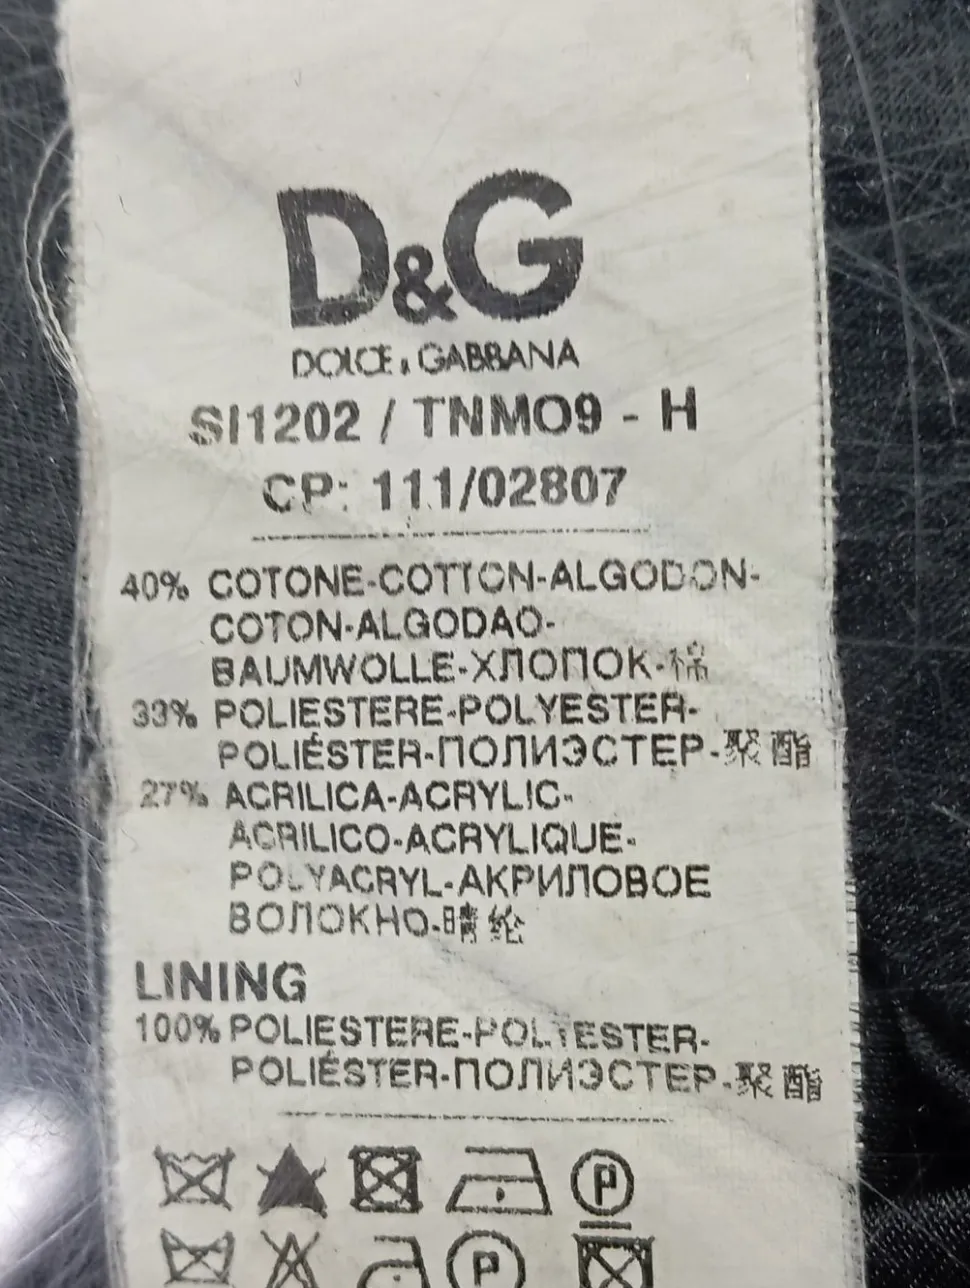 D&G
DOLCE & GABBANA
SI1202 / TNMO9 - H
CP: 111/02807
40% COTONE-COTTON-ALGODON-
COTON-ALGODAO-
BAUMWOLLE-ХЛОПОК-棉
33% POLIESTERE-POLYESTER-
POLIÉSTER-ПОЛИЭСТЕР-聚酯
27% ACRILICA-ACRYLIC-
ACRILICO-ACRYLIQUE-
POLYACRYL-АКРИЛОВОЕ
ВОЛОКНО-晴纶
LINING
100% POLIESTERE-POLYESTER-
POLIÉSTER-ПОЛИЭСТЕР-聚酯
P
P